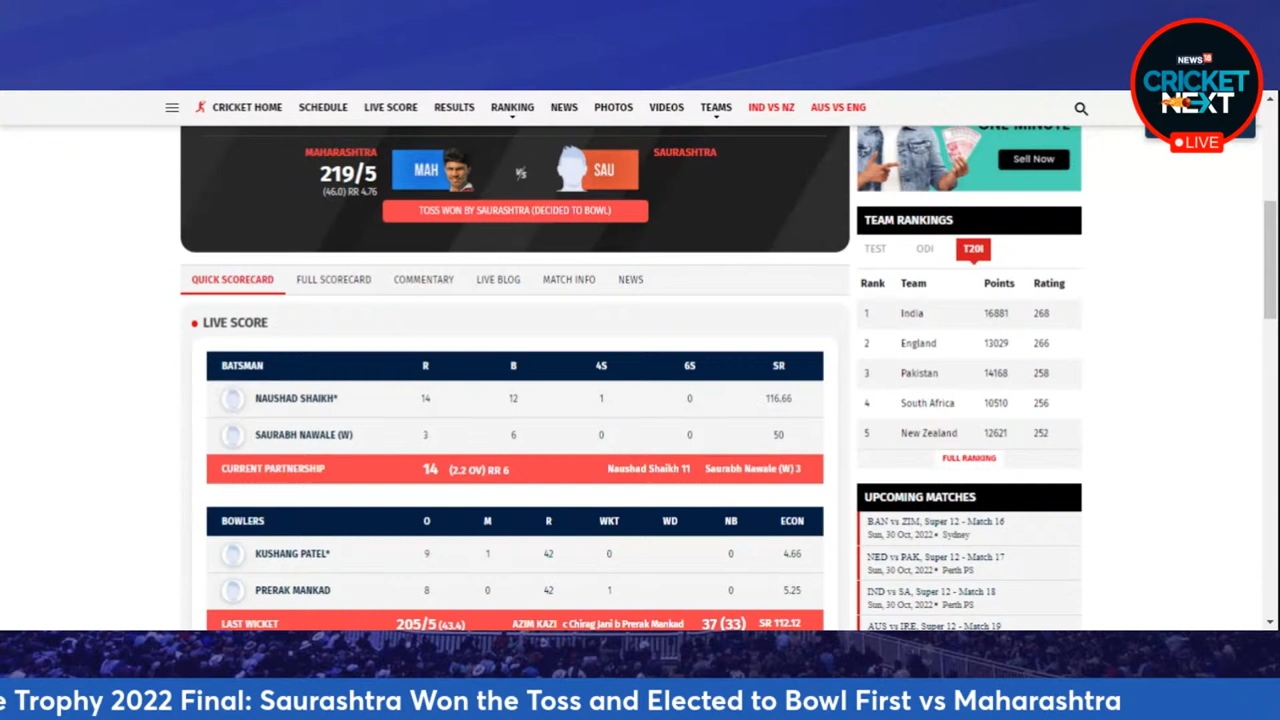 NEWS18
CRICKET
NEXT
LIVE
CRICKET HOME SCHEDULE LIVE SCORE RESULTS RANKING NEWS PHOTOS VIDEOS TEAMS IND VS NZ AUS VS ENG
MAHARASHTRA
219/5
(46.0) RR 4.76
MAH
V/S
SAU
SAURASHTRA
TOSS WON BY SAURASHTRA (DECIDED TO BOWL)
ONE MINUTE
Sell Now
QUICK SCORECARD FULL SCORECARD COMMENTARY LIVE BLOG MATCH INFO NEWS
LIVE SCORE
BATSMAN R B 4S 6S SR
NAUSHAD SHAIKH* 14 12 1 0 116.66
SAURABH NAWALE (W) 3 6 0 0 50
CURRENT PARTNERSHIP 14 (2.2 OV) RR 6 Naushad Shaikh 11 Saurabh Nawale (W) 3
BOWLERS O M R WKT WD NB ECON
KUSHANG PATEL* 9 1 42 0 0 4.66
PRERAK MANKAD 8 0 42 1 0 5.25
LAST WICKET 205/5 (43.4) AZIM KAZI c Chirag Jani b Prerak Mankad 37 (33) SR 112.12
TEAM RANKINGS
TEST ODI T20I
Rank Team Points Rating
1 India 16881 268
2 England 13029 266
3 Pakistan 14168 258
4 South Africa 10510 256
5 New Zealand 12621 252
FULL RANKING
UPCOMING MATCHES
BAN vs ZIM, Super 12 - Match 16
Sun, 30 Oct, 2022• Sydney
NED vs PAK, Super 12 - Match 17
Sun, 30 Oct, 2022• Perth PS
IND vs SA, Super 12 - Match 18
Sun, 30 Oct, 2022• Perth PS
AUS vs IRE, Super 12 - Match 19
e Trophy 2022 Final: Saurashtra Won the Toss and Elected to Bowl First vs Maharashtra